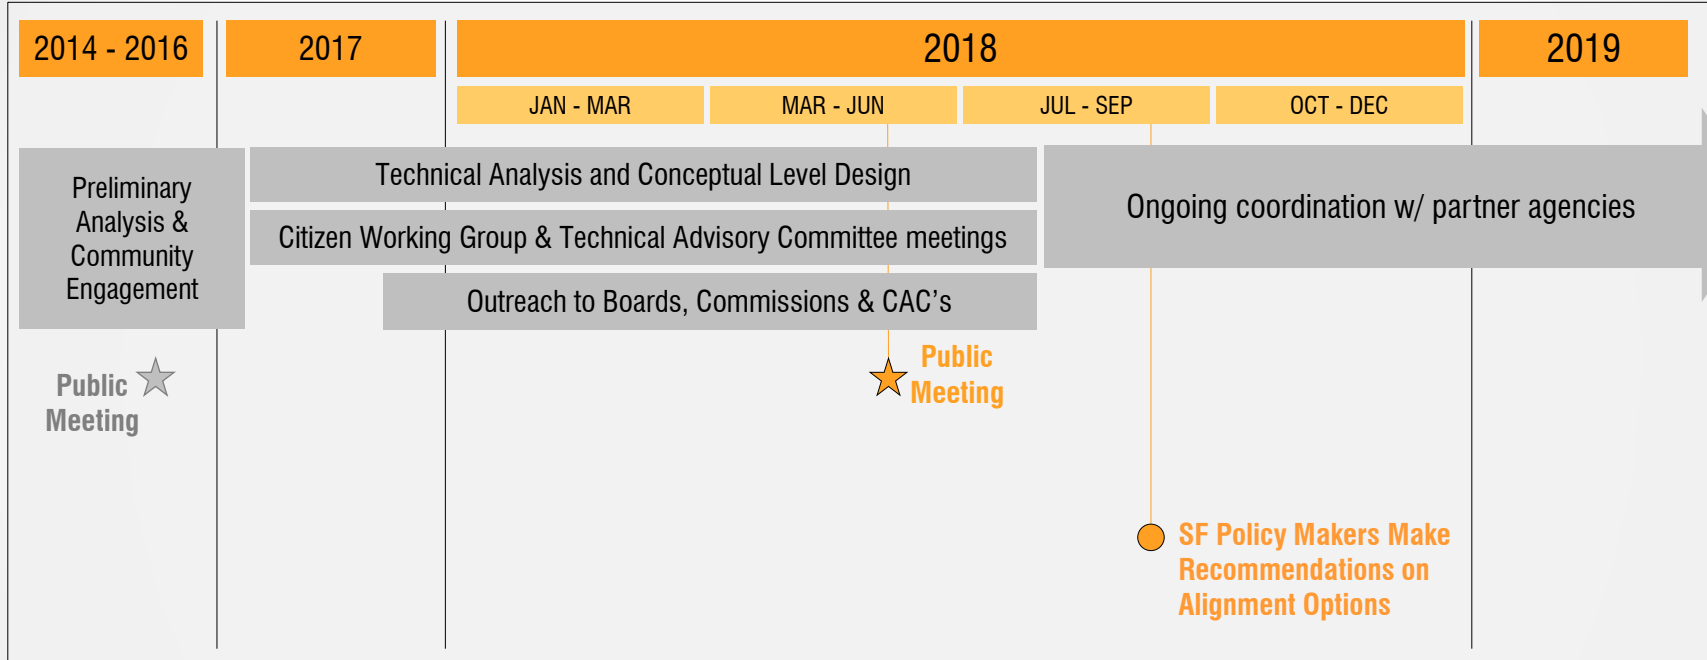 2014 - 2016
2017
2018
2019
JAN - MAR
MAR - JUN
JUL - SEP
OCT - DEC
Preliminary
Analysis &
Community
Engagement
Technical Analysis and Conceptual Level Design
Citizen Working Group & Technical Advisory Committee meetings
Outreach to Boards, Commissions & CAC's
Ongoing coordination w/ partner agencies
Public
Meeting
Public
Meeting
SF Policy Makers Make
Recommendations on
Alignment Options